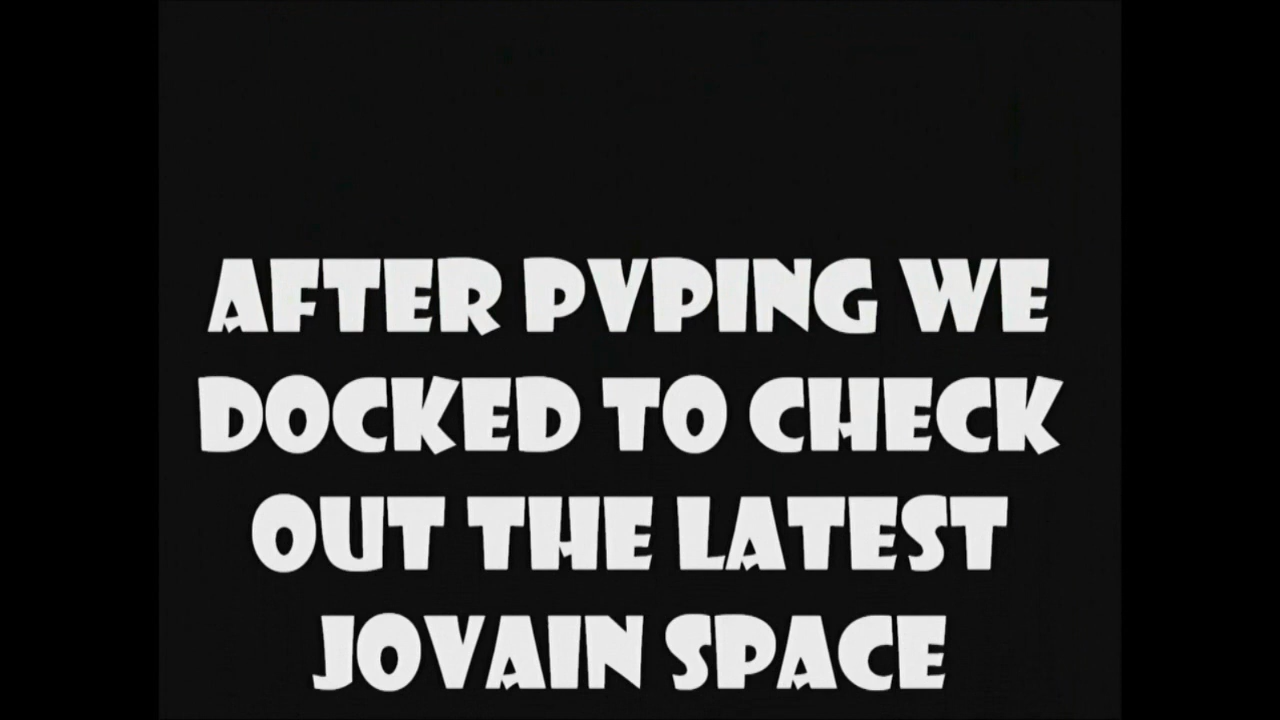 AFTER PVPING WE
DOCKED TO CHECK
OUT THE LATEST
JOVAIN SPACE